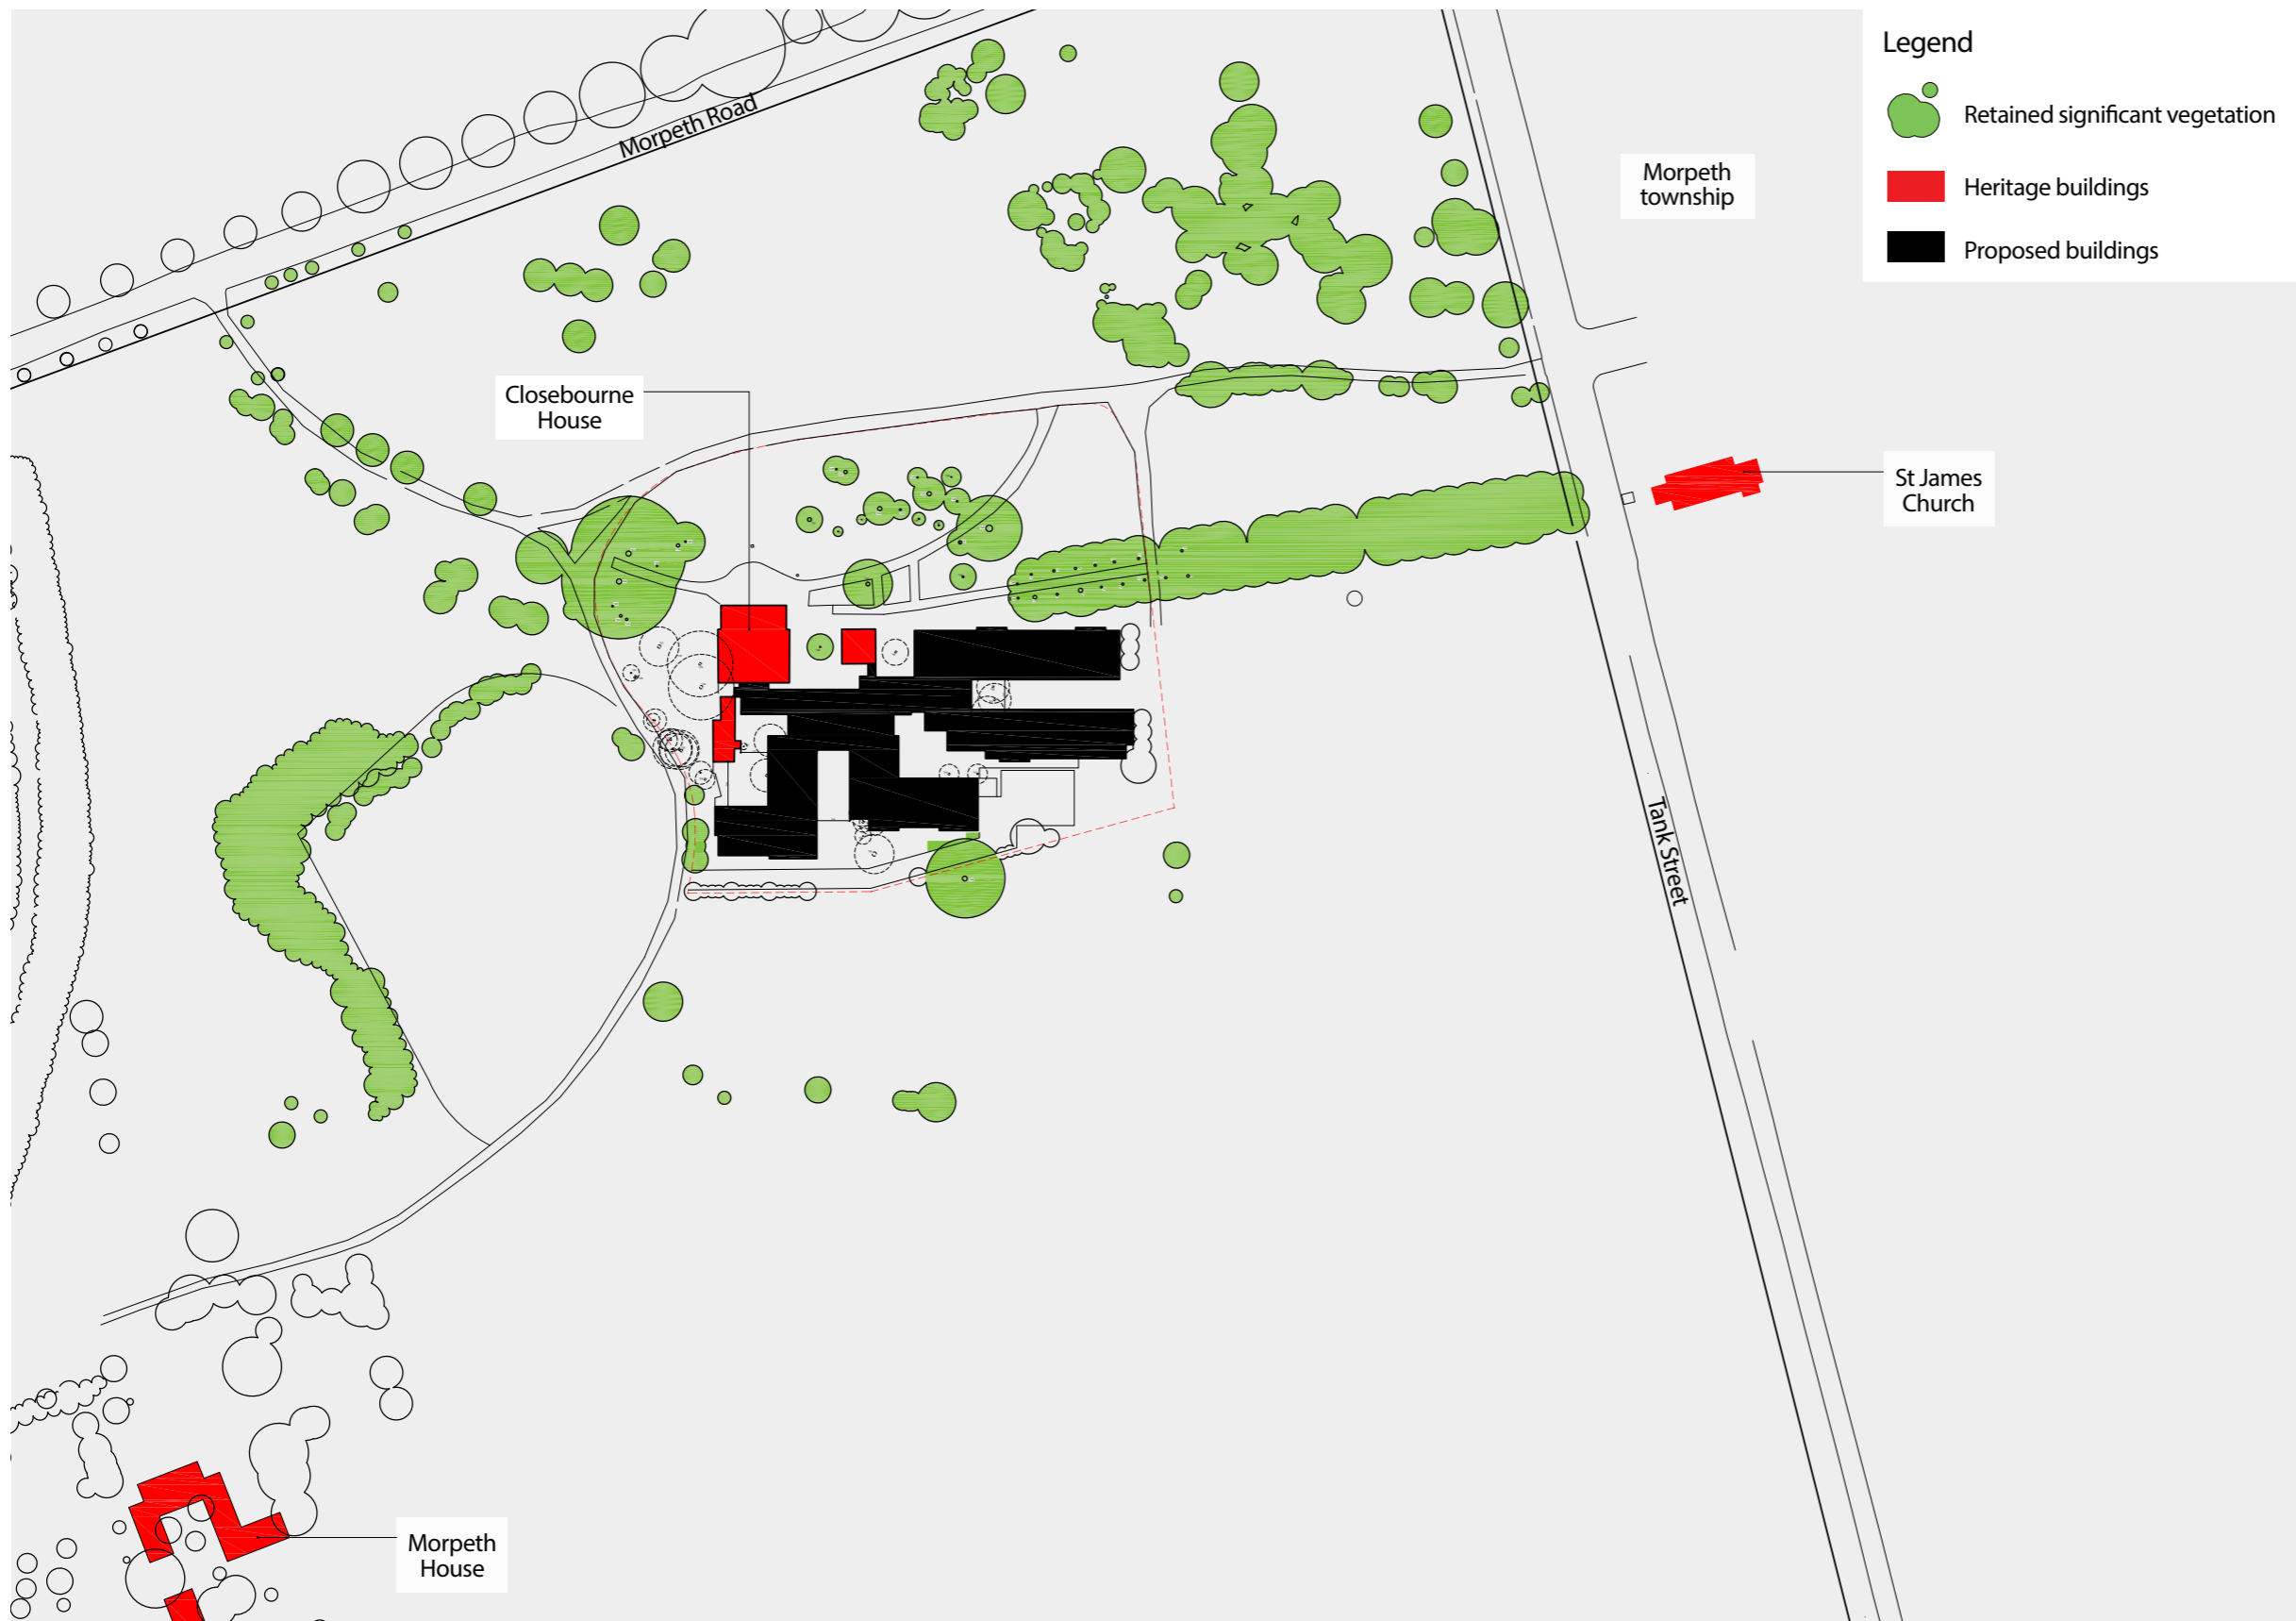 Legend
Retained significant vegetation
Heritage buildings
Proposed buildings
Morpeth Road
Morpeth
township
Closebourne
House
St James
Church
Tank Street
Morpeth
House